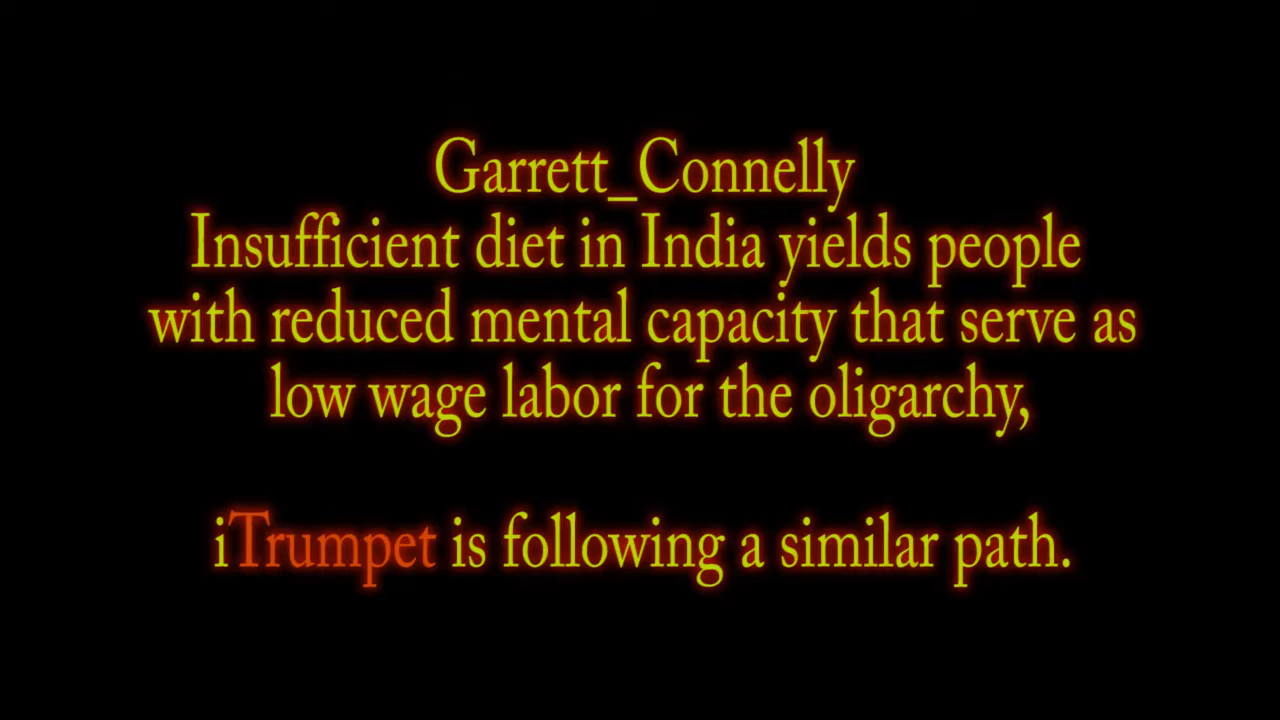 Garrett_Connelly
Insufficient diet in India yields people
with reduced mental capacity that serve as
low wage labor for the oligarchy,
iTrumpet is following a similar path.